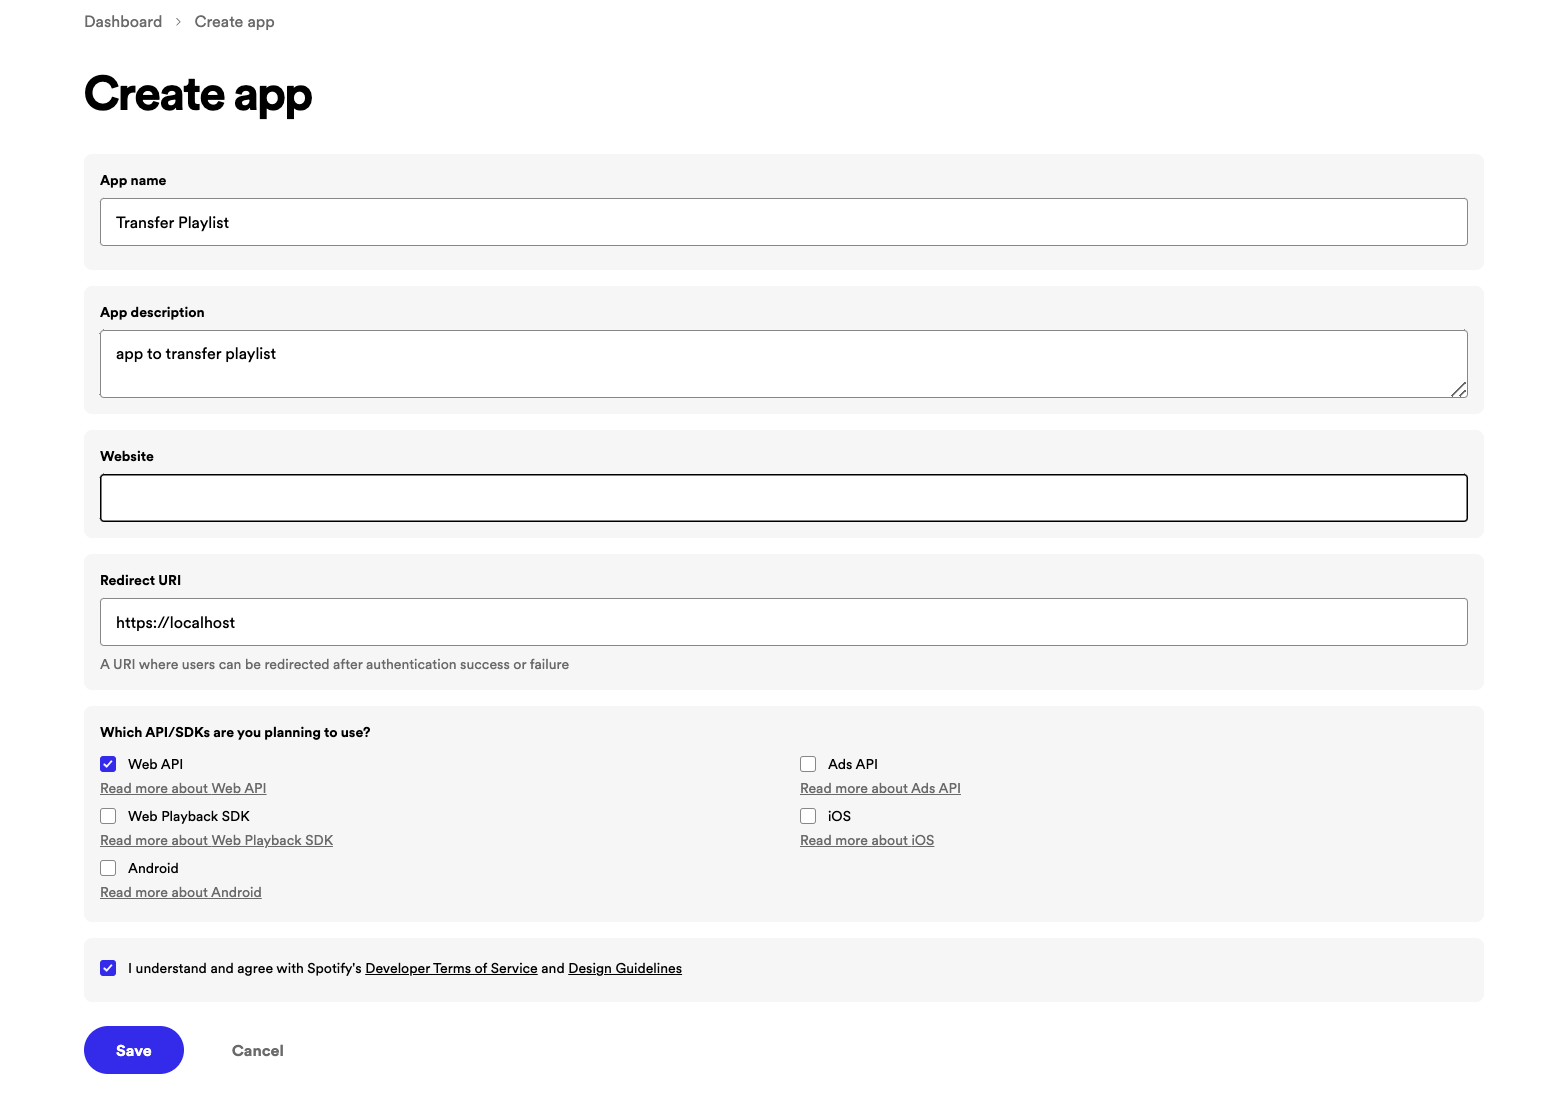 Dashboard > Create app
Create app
App name
Transfer Playlist
App description
app to transfer playlist
Website
Redirect URI
https://localhost
A URI where users can be redirected after authentication success or failure
Which API/SDKs are you planning to use?
Web API
Read more about Web API
Ads API
Read more about Ads API
Web Playback SDK
Read more about Web Playback SDK
iOS
Read more about iOS
Android
Read more about Android
I understand and agree with Spotify's Developer Terms of Service and Design Guidelines
Save
Cancel